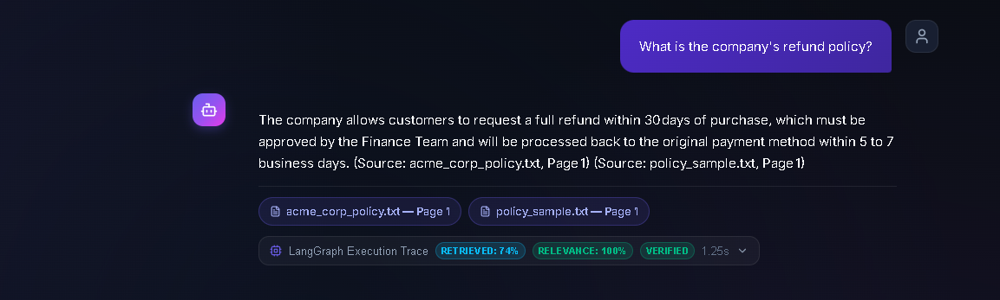 What is the company's refund policy?
The company allows customers to request a full refund within 30 days of purchase, which must be
approved by the Finance Team and will be processed back to the original payment method within 5 to 7
business days. (Source: acme_corp_policy.txt, Page 1) (Source: policy_sample.txt, Page 1)
acme_corp_policy.txt — Page 1 policy_sample.txt — Page 1
LangGraph Execution Trace RETRIEVED: 74% RELEVANCE: 100% VERIFIED 1.25s